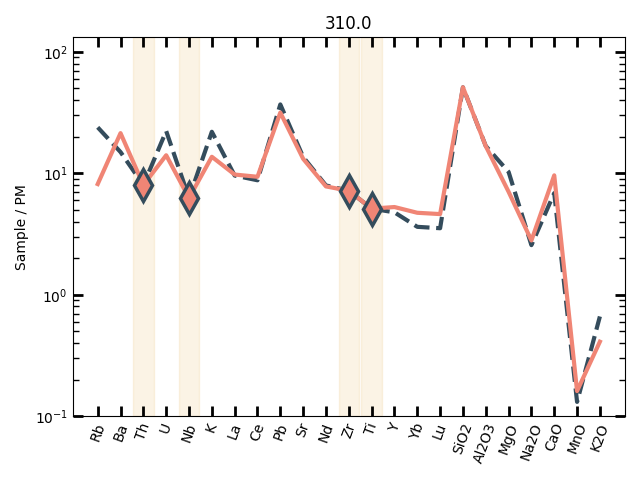 310.0
Sample / PM
10²
10¹
10⁰
10⁻¹
Rb Ba Th U Nb K La Ce Pb Sr Nd Zr Ti Y Yb Lu SiO2 Al2O3 MgO Na2O CaO MnO K2O